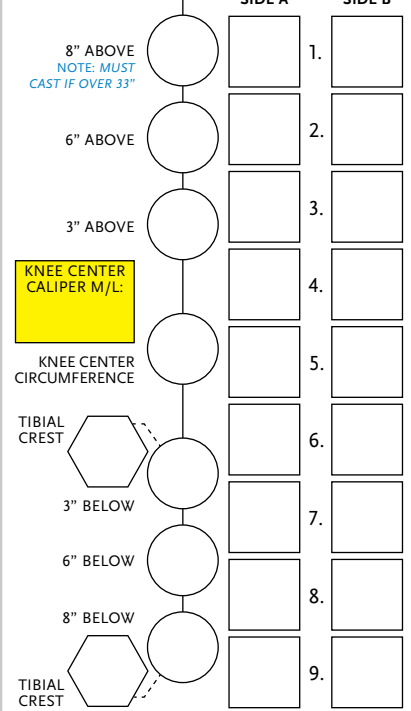 SIDE A SIDE B
8" ABOVE
NOTE: MUST
CAST IF OVER 33"
1.
6" ABOVE
2.
3" ABOVE
3.
KNEE CENTER
CALIPER M/L:
4.
KNEE CENTER
CIRCUMFERENCE
5.
TIBIAL
CREST
6.
3" BELOW
7.
6" BELOW
8" BELOW
8.
TIBIAL
CREST
9.